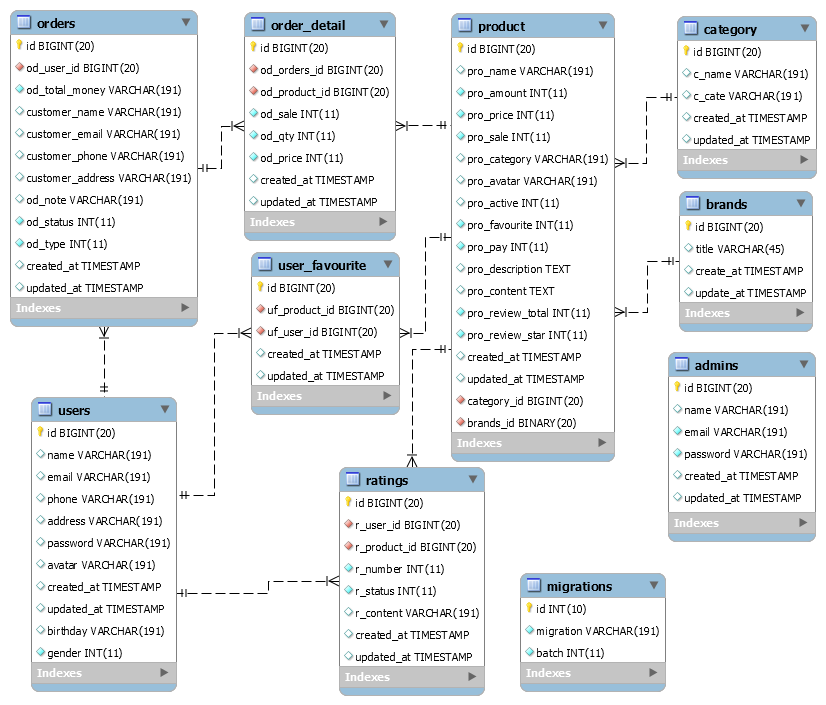 orders
id BIGINT(20)
od_user_id BIGINT(20)
od_total_money VARCHAR(191)
customer_name VARCHAR(191)
customer_email VARCHAR(191)
customer_phone VARCHAR(191)
customer_address VARCHAR(191)
od_note VARCHAR(191)
od_status INT(11)
od_type INT(11)
created_at TIMESTAMP
updated_at TIMESTAMP
Indexes
order_detail
id BIGINT(20)
od_orders_id BIGINT(20)
od_product_id BIGINT(20)
od_sale INT(11)
od_qty INT(11)
od_price INT(11)
created_at TIMESTAMP
updated_at TIMESTAMP
Indexes
product
id BIGINT(20)
pro_name VARCHAR(191)
pro_amount INT(11)
pro_price INT(11)
pro_sale INT(11)
pro_category VARCHAR(191)
pro_avatar VARCHAR(191)
pro_active INT(11)
pro_favourite INT(11)
pro_pay INT(11)
pro_description TEXT
pro_content TEXT
pro_review_total INT(11)
pro_review_star INT(11)
created_at TIMESTAMP
updated_at TIMESTAMP
category_id BIGINT(20)
brands_id BINARY(20)
Indexes
category
id BIGINT(20)
c_name VARCHAR(191)
c_cate VARCHAR(191)
created_at TIMESTAMP
updated_at TIMESTAMP
Indexes
brands
id BIGINT(20)
title VARCHAR(45)
create_at TIMESTAMP
update_at TIMESTAMP
Indexes
user_favourite
id BIGINT(20)
uf_product_id BIGINT(20)
uf_user_id BIGINT(20)
created_at TIMESTAMP
updated_at TIMESTAMP
Indexes
admins
id BIGINT(20)
name VARCHAR(191)
email VARCHAR(191)
password VARCHAR(191)
created_at TIMESTAMP
updated_at TIMESTAMP
Indexes
users
id BIGINT(20)
name VARCHAR(191)
email VARCHAR(191)
phone VARCHAR(191)
address VARCHAR(191)
password VARCHAR(191)
avatar VARCHAR(191)
created_at TIMESTAMP
updated_at TIMESTAMP
birthday VARCHAR(191)
gender INT(11)
Indexes
ratings
id BIGINT(20)
r_user_id BIGINT(20)
r_product_id BIGINT(20)
r_number INT(11)
r_status INT(11)
r_content VARCHAR(191)
created_at TIMESTAMP
updated_at TIMESTAMP
Indexes
migrations
id INT(10)
migration VARCHAR(191)
batch INT(11)
Indexes